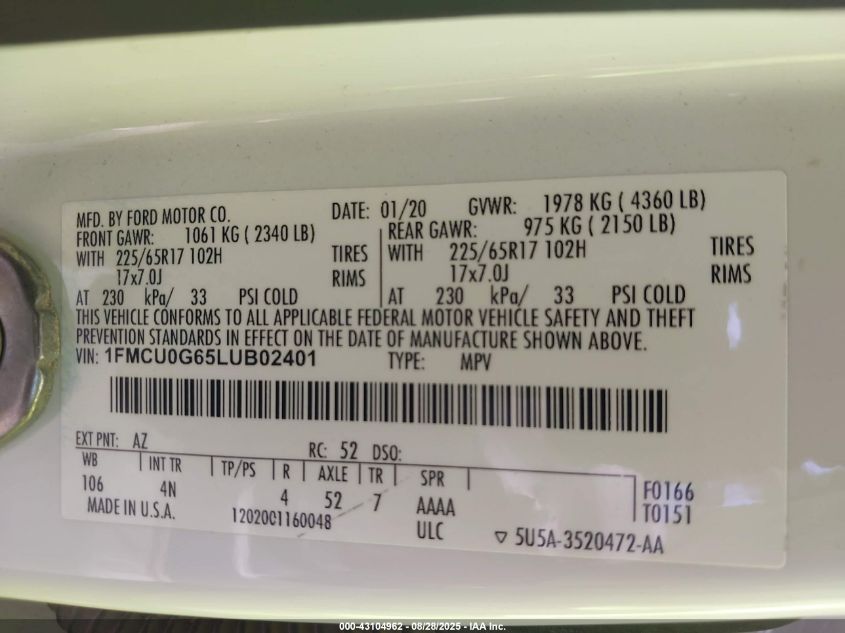 MFD. BY FORD MOTOR CO. DATE: 01/20 GVWR: 1978 KG ( 4360 LB)
FRONT GAWR: 1061 KG ( 2340 LB) REAR GAWR: 975 KG ( 2150 LB)
WITH 225/65R17 102H TIRES WITH 225/65R17 102H TIRES
17x7.0J RIMS 17x7.0J RIMS
AT 230 kPa/ 33 PSI COLD AT 230 kPa/ 33 PSI COLD
THIS VEHICLE CONFORMS TO ALL APPLICABLE FEDERAL MOTOR VEHICLE SAFETY AND THEFT
PREVENTION STANDARDS IN EFFECT ON THE DATE OF MANUFACTURE SHOWN ABOVE.
VIN: 1FMCU0G65LUB02401 TYPE: MPV
EXT PNT: AZ RC: 52 DSO:
WB INT TR TP/PS R AXLE TR SPR
106 4N 4 52 7 AAAA F0166
MADE IN U.S.A. 1202001160048 ULC T0151
▽ 5U5A-3520472-AA
000-43104962 - 08/28/2025 - IAA Inc.